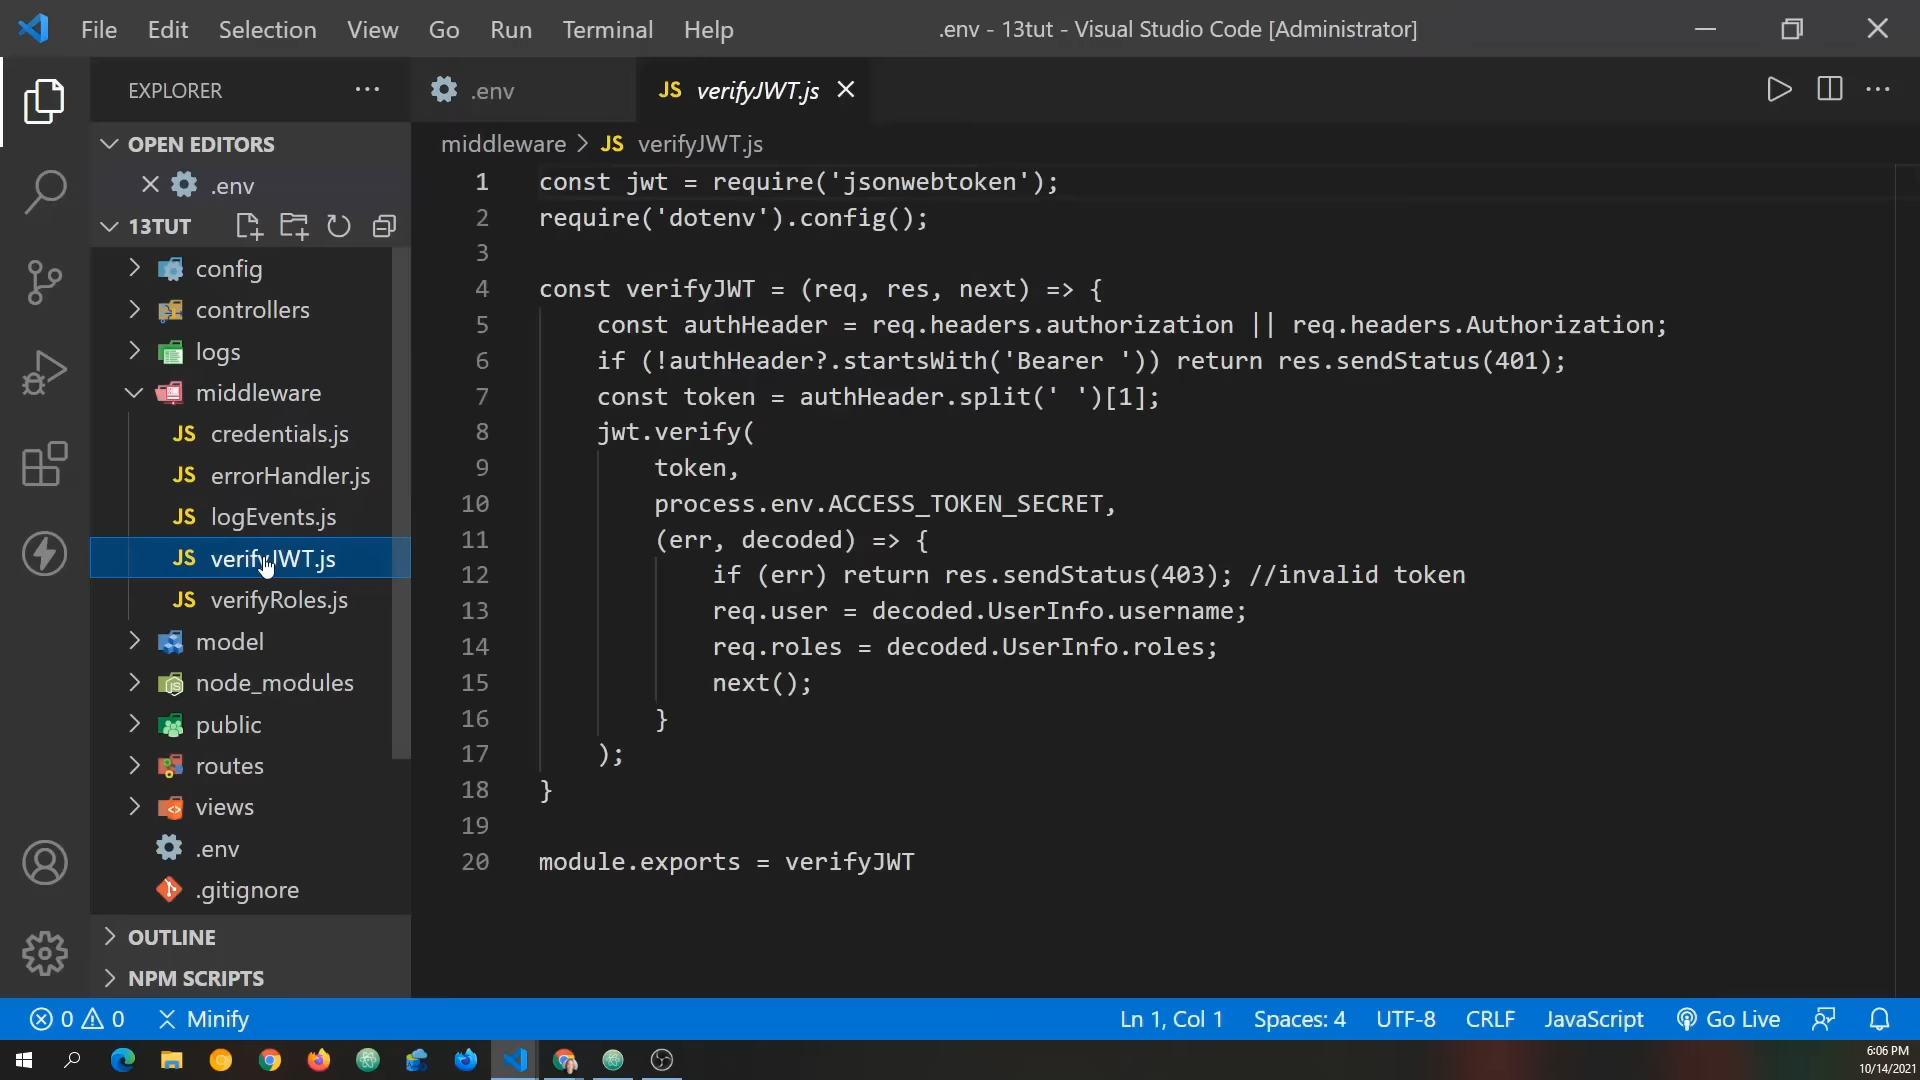 File Edit Selection View Go Run Terminal Help .env - 13tut - Visual Studio Code [Administrator]
EXPLORER
OPEN EDITORS
.env
13TUT
config
controllers
logs
middleware
JS credentials.js
JS errorHandler.js
JS logEvents.js
JS verifyJWT.js
JS verifyRoles.js
model
node_modules
public
routes
views
.env
.gitignore
OUTLINE
NPM SCRIPTS
.env JS verifyJWT.js
middleware > JS verifyJWT.js
1 const jwt = require('jsonwebtoken');
2 require('dotenv').config();
3
4 const verifyJWT = (req, res, next) => {
5 const authHeader = req.headers.authorization || req.headers.Authorization;
6 if (!authHeader?.startsWith('Bearer ')) return res.sendStatus(401);
7 const token = authHeader.split(' ')[1];
8 jwt.verify(
9 token,
10 process.env.ACCESS_TOKEN_SECRET,
11 (err, decoded) => {
12 if (err) return res.sendStatus(403); //invalid token
13 req.user = decoded.UserInfo.username;
14 req.roles = decoded.UserInfo.roles;
15 next();
16 }
17 );
18 }
19
20 module.exports = verifyJWT
0 0 Minify Ln 1, Col 1 Spaces: 4 UTF-8 CRLF JavaScript Go Live
6:06 PM
10/14/2021